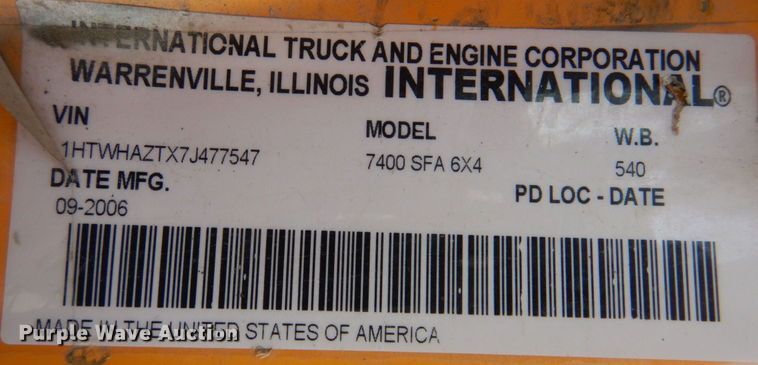 INTERNATIONAL TRUCK AND ENGINE CORPORATION
WARRENVILLE, ILLINOIS INTERNATIONAL®
VIN MODEL W.B.
1HTWHAZTX7J477547 7400 SFA 6X4 540
DATE MFG. PD LOC - DATE
09-2006
MADE IN THE UNITED STATES OF AMERICA
Purple Wave Auction